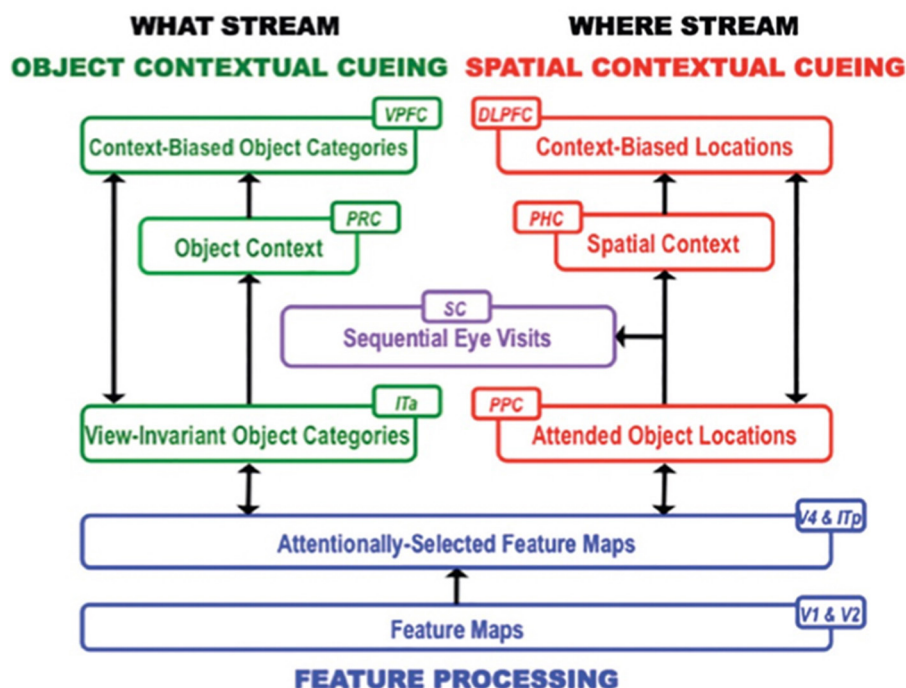 WHAT STREAM
WHERE STREAM
OBJECT CONTEXTUAL CUEING
SPATIAL CONTEXTUAL CUEING
VPFC
DLPFC
Context-Biased Object Categories
Context-Biased Locations
PRC
PHC
Object Context
Spatial Context
SC
Sequential Eye Visits
ITa
PPC
View-Invariant Object Categories
Attended Object Locations
V4 & ITp
Attentionally-Selected Feature Maps
V1 & V2
Feature Maps
FEATURE PROCESSING